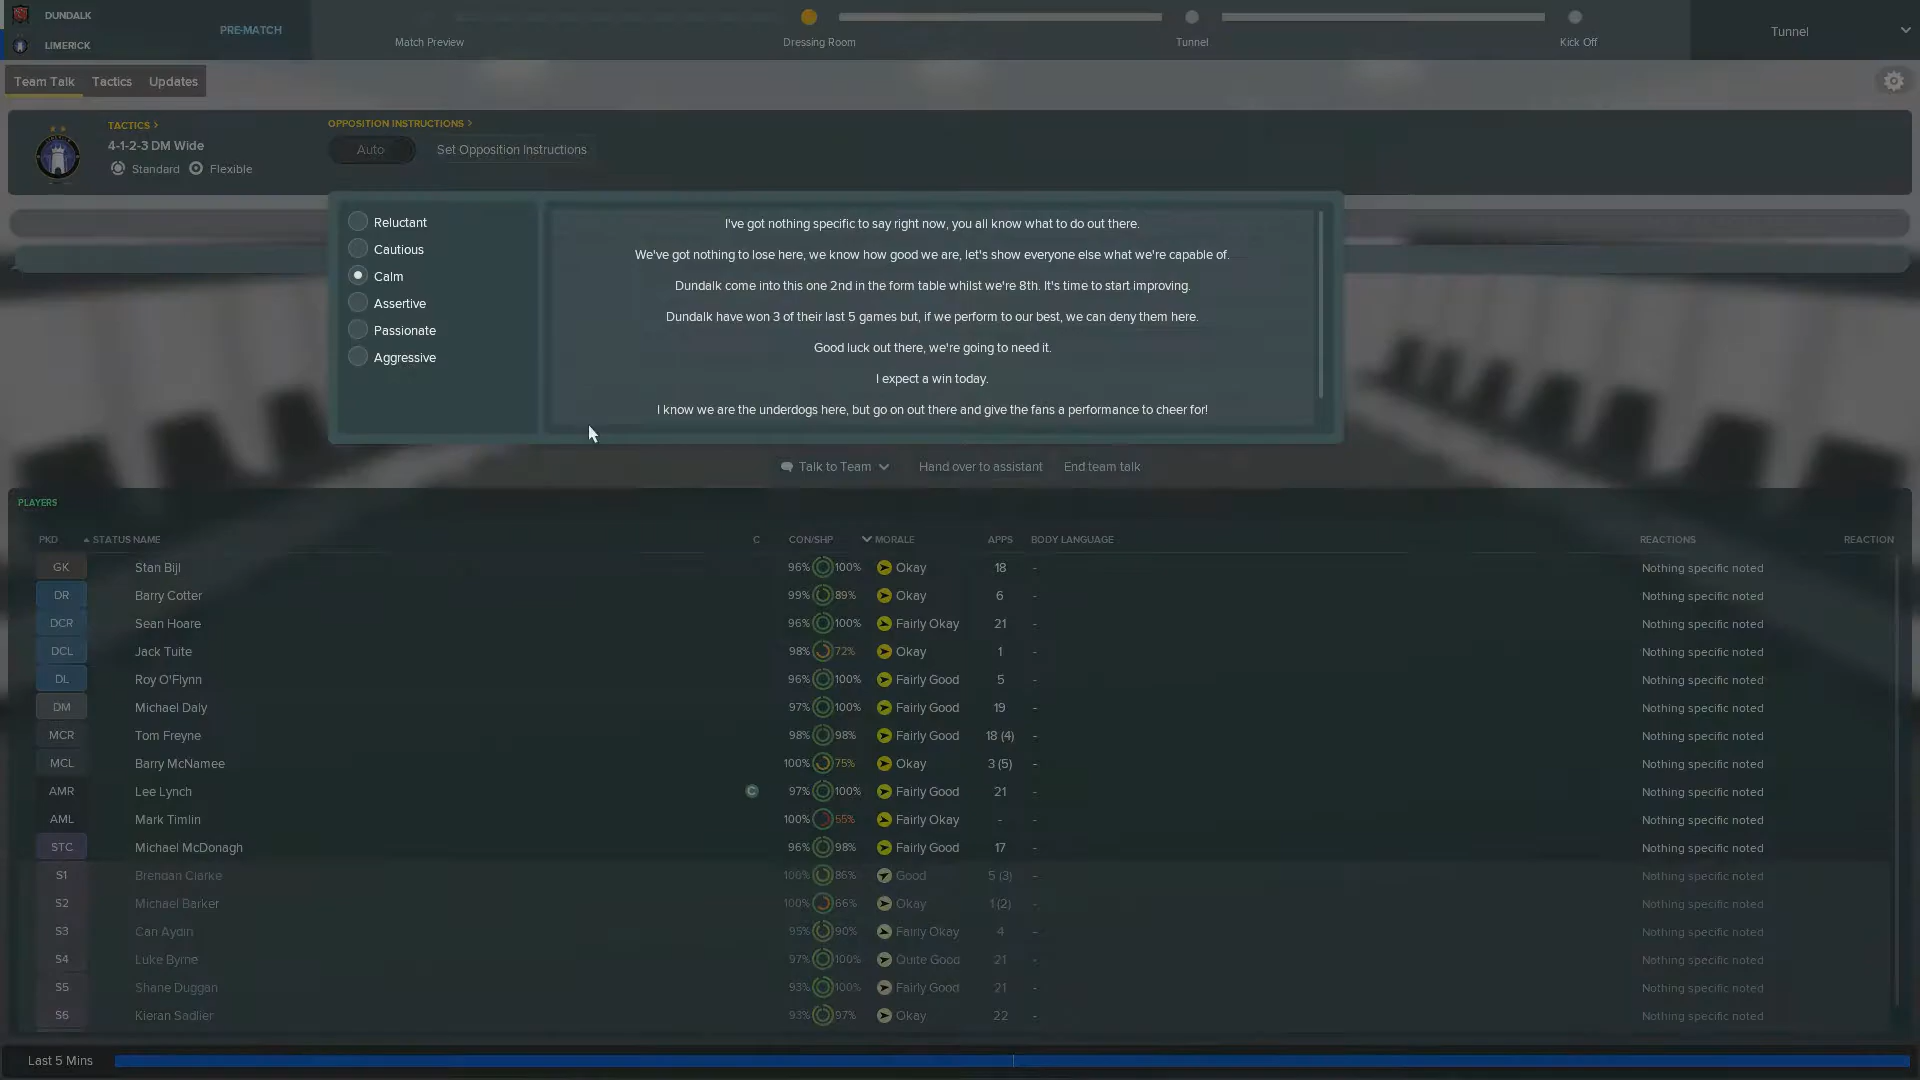 DUNDALK
LIMERICK
PRE-MATCH
Match Preview
Dressing Room
Tunnel
Kick Off
Tunnel
Team Talk Tactics Updates
TACTICS >
4-1-2-3 DM Wide
Standard Flexible
OPPOSITION INSTRUCTIONS >
Auto Set Opposition Instructions
Reluctant
Cautious
Calm
Assertive
Passionate
Aggressive
I've got nothing specific to say right now, you all know what to do out there.
We've got nothing to lose here, we know how good we are, let's show everyone else what we're capable of.
Dundalk come into this one 2nd in the form table whilst we're 8th. It's time to start improving.
Dundalk have won 3 of their last 5 games but, if we perform to our best, we can deny them here.
Good luck out there, we're going to need it.
I expect a win today.
I know we are the underdogs here, but go on out there and give the fans a performance to cheer for!
Talk to Team Hand over to assistant End team talk
PLAYERS
PKD STATUS NAME C CON/SHP MORALE APPS BODY LANGUAGE REACTIONS REACTION
GK Stan Bijl 96% 100% Okay 18 - Nothing specific noted
DR Barry Cotter 99% 89% Okay 6 - Nothing specific noted
DCR Sean Hoare 96% 100% Fairly Okay 21 - Nothing specific noted
DCL Jack Tuite 98% 72% Okay 1 - Nothing specific noted
DL Roy O'Flynn 96% 100% Fairly Good 5 - Nothing specific noted
DM Michael Daly 97% 100% Fairly Good 19 - Nothing specific noted
MCR Tom Freyne 98% 98% Fairly Good 18 (4) - Nothing specific noted
MCL Barry McNamee 100% 75% Okay 3 (5) - Nothing specific noted
AMR Lee Lynch C 97% 100% Fairly Good 21 - Nothing specific noted
AML Mark Timlin 100% 55% Fairly Okay - - Nothing specific noted
STC Michael McDonagh 96% 98% Fairly Good 17 - Nothing specific noted
S1 Brendan Clarke 100% 86% Good 5 (3) - Nothing specific noted
S2 Michael Barker 100% 66% Okay 1 (2) - Nothing specific noted
S3 Can Aydin 95% 90% Fairly Okay 4 - Nothing specific noted
S4 Luke Byrne 97% 100% Quite Good 21 - Nothing specific noted
S5 Shane Duggan 93% 100% Fairly Good 21 - Nothing specific noted
S6 Kieran Sadlier 93% 97% Okay 22 - Nothing specific noted
Last 5 Mins